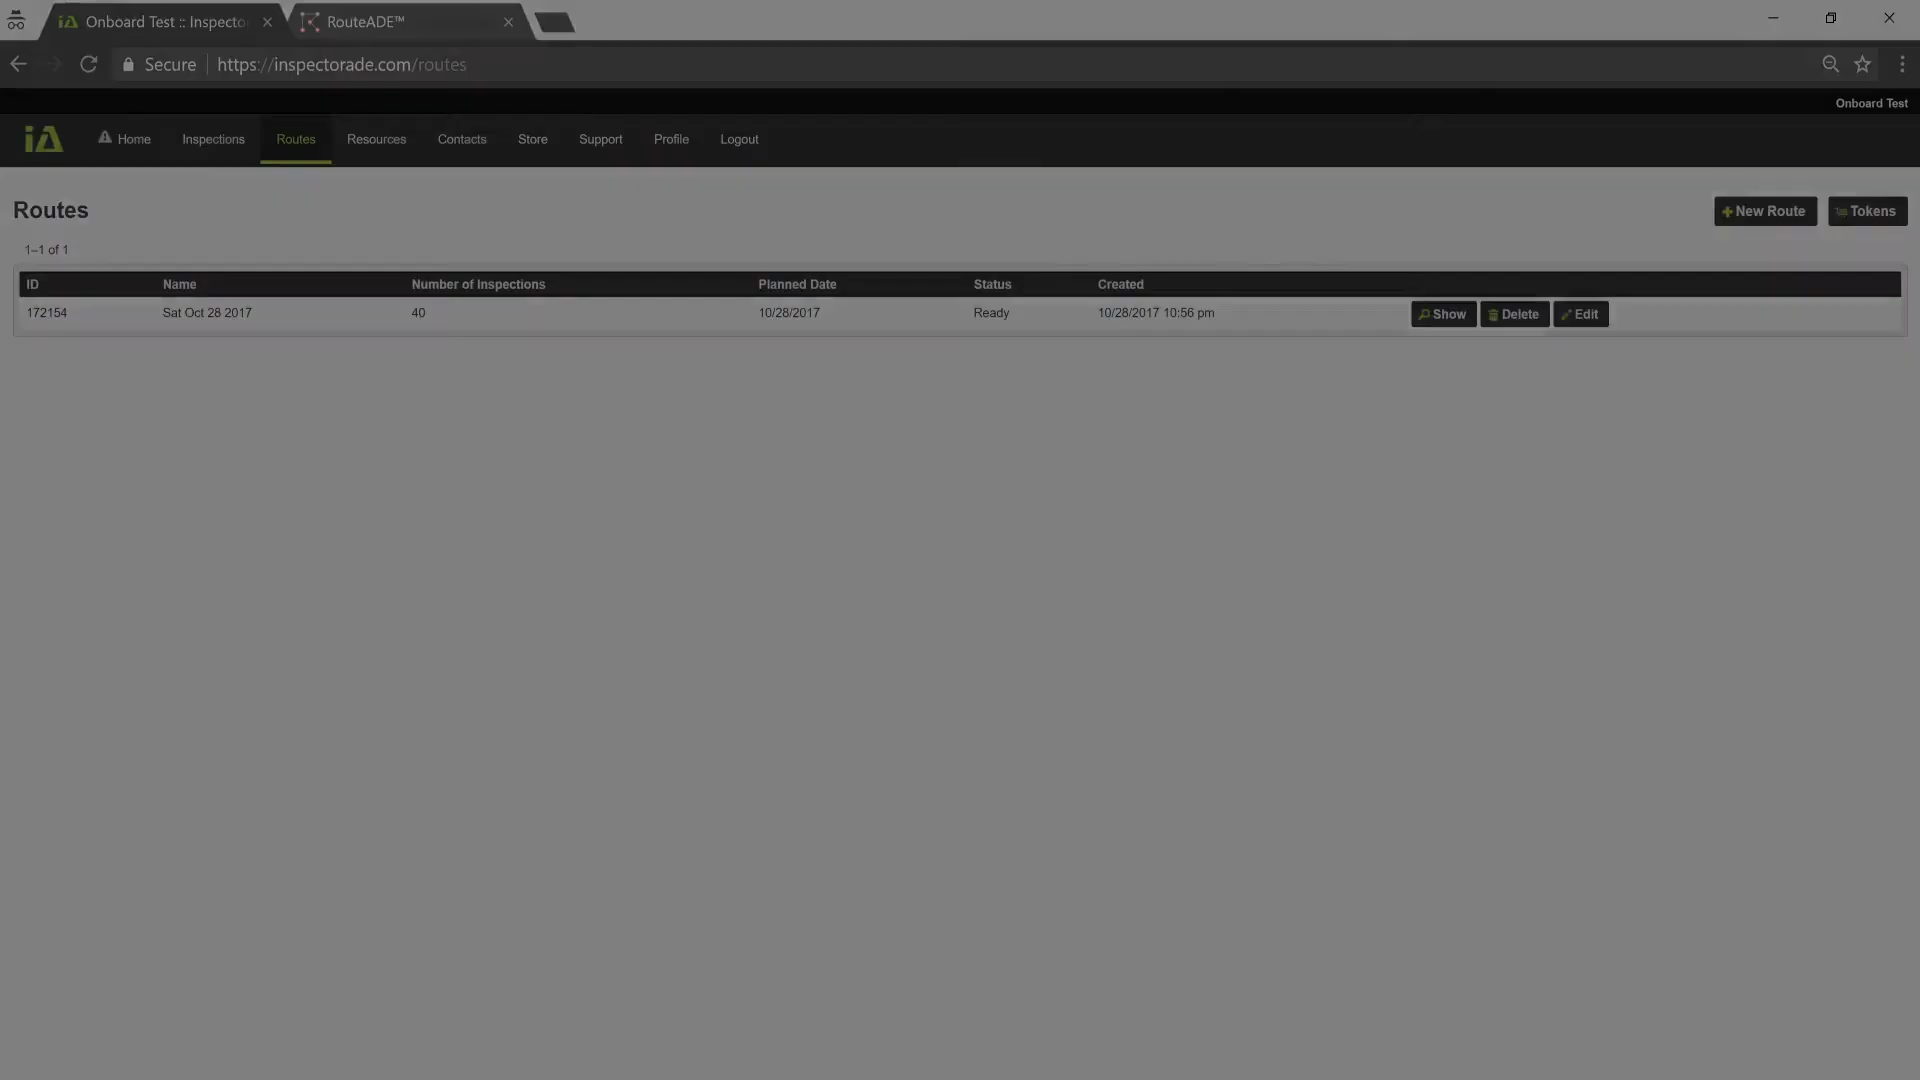 Onboard Test :: Inspecto
RouteADE™
Secure https://inspectorade.com/routes
Onboard Test
iA Home Inspections Routes Resources Contacts Store Support Profile Logout
Routes
New Route Tokens
1–1 of 1
ID Name Number of Inspections Planned Date Status Created
172154 Sat Oct 28 2017 40 10/28/2017 Ready 10/28/2017 10:56 pm Show Delete Edit